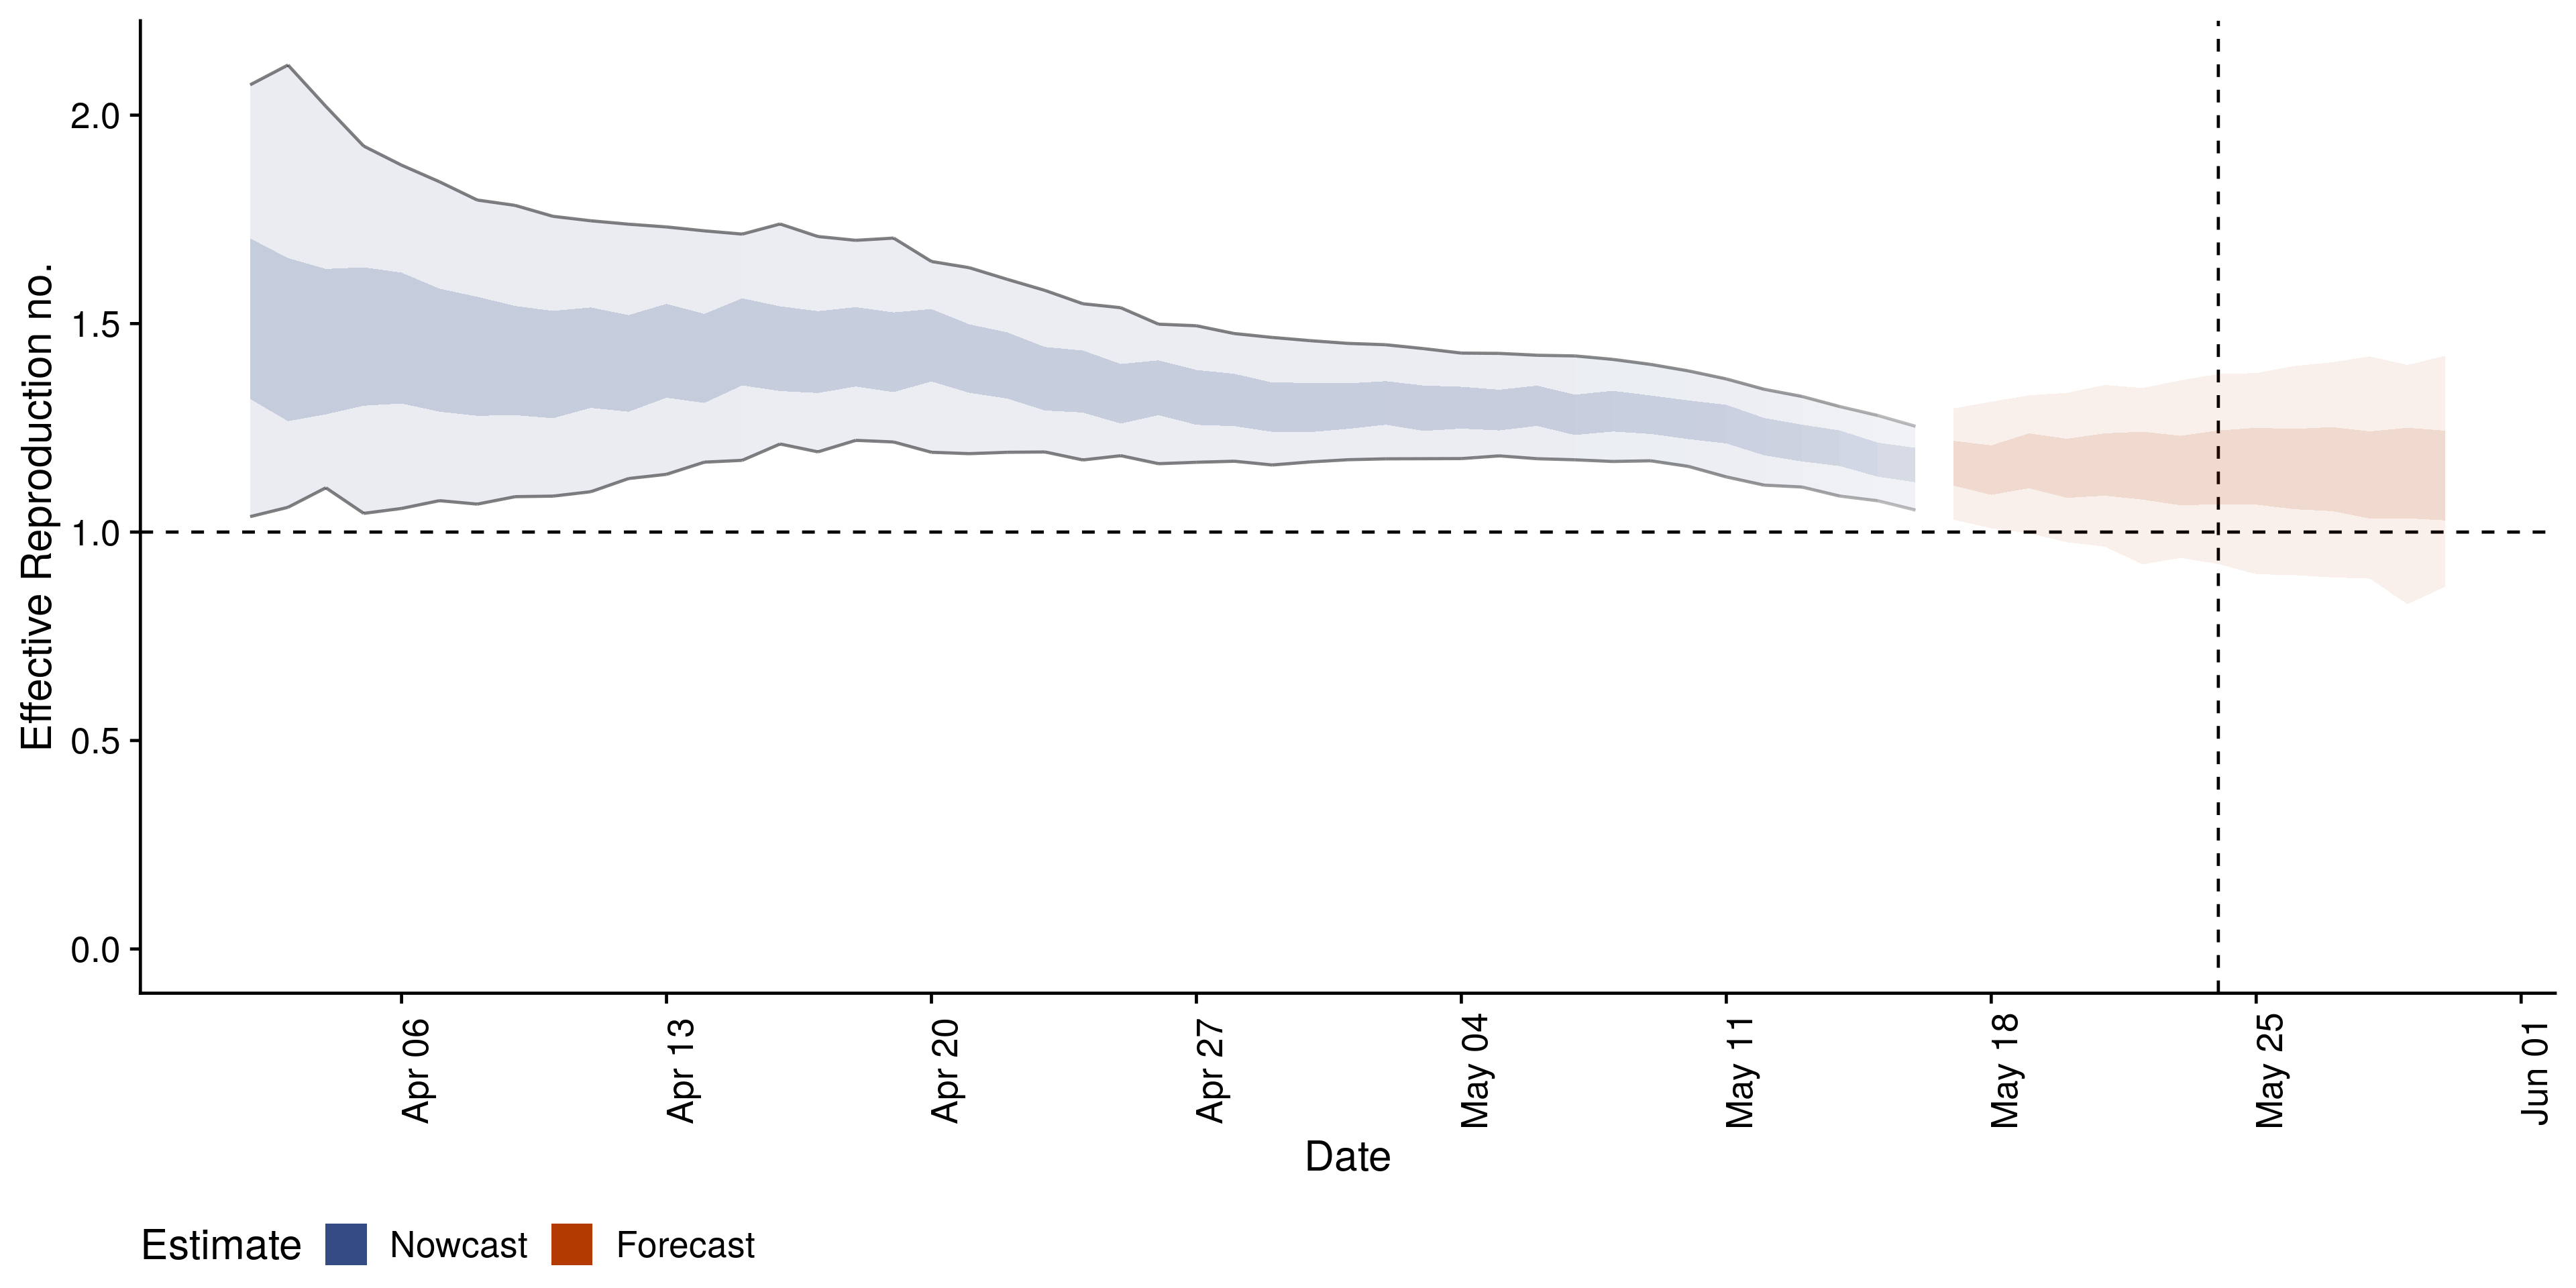 Effective Reproduction no.
2.0
1.5
1.0
0.5
0.0
Apr 06
Apr 13
Apr 20
Apr 27
May 04
May 11
May 18
May 25
Jun 01
Date
Estimate Nowcast Forecast